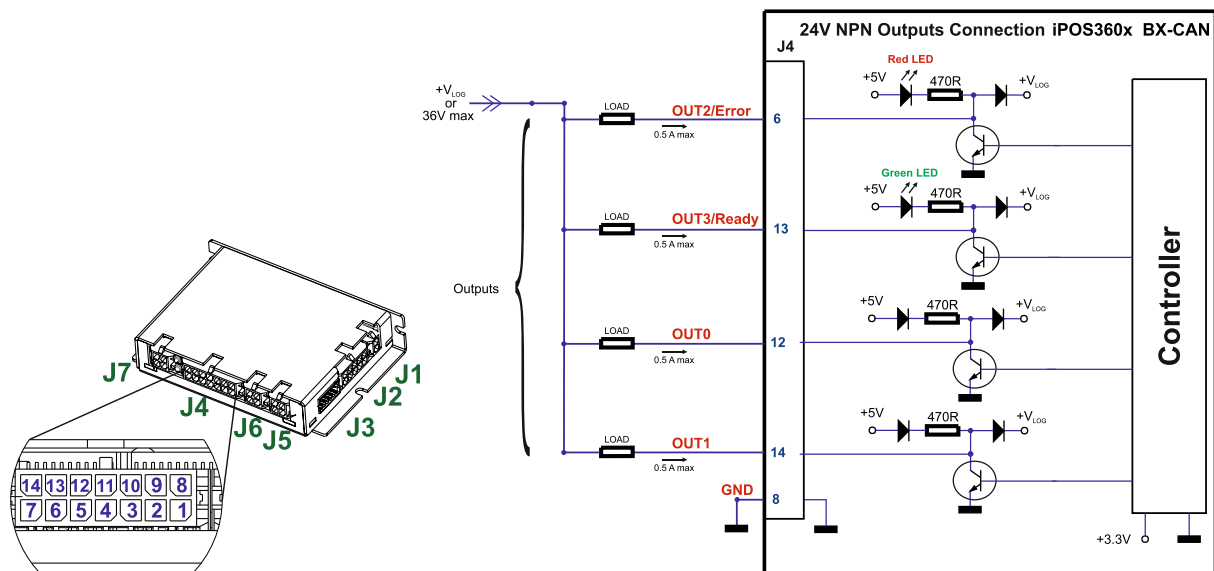 24V NPN Outputs Connection iPOS360x BX-CAN
J4
Red LED
+5V
470R
+VLOG
+VLOG
or
36V max
LOAD
OUT2/Error
0.5 A max
6
Green LED
+5V
470R
+VLOG
LOAD
OUT3/Ready
0.5 A max
13
Outputs
+5V
470R
+VLOG
LOAD
OUT0
0.5 A max
12
+5V
470R
+VLOG
LOAD
OUT1
0.5 A max
14
GND
8
Controller
+3.3V
J7
J4
J6
J5
J3
J2
J1
14 13 12 11 10 9 8
7 6 5 4 3 2 1